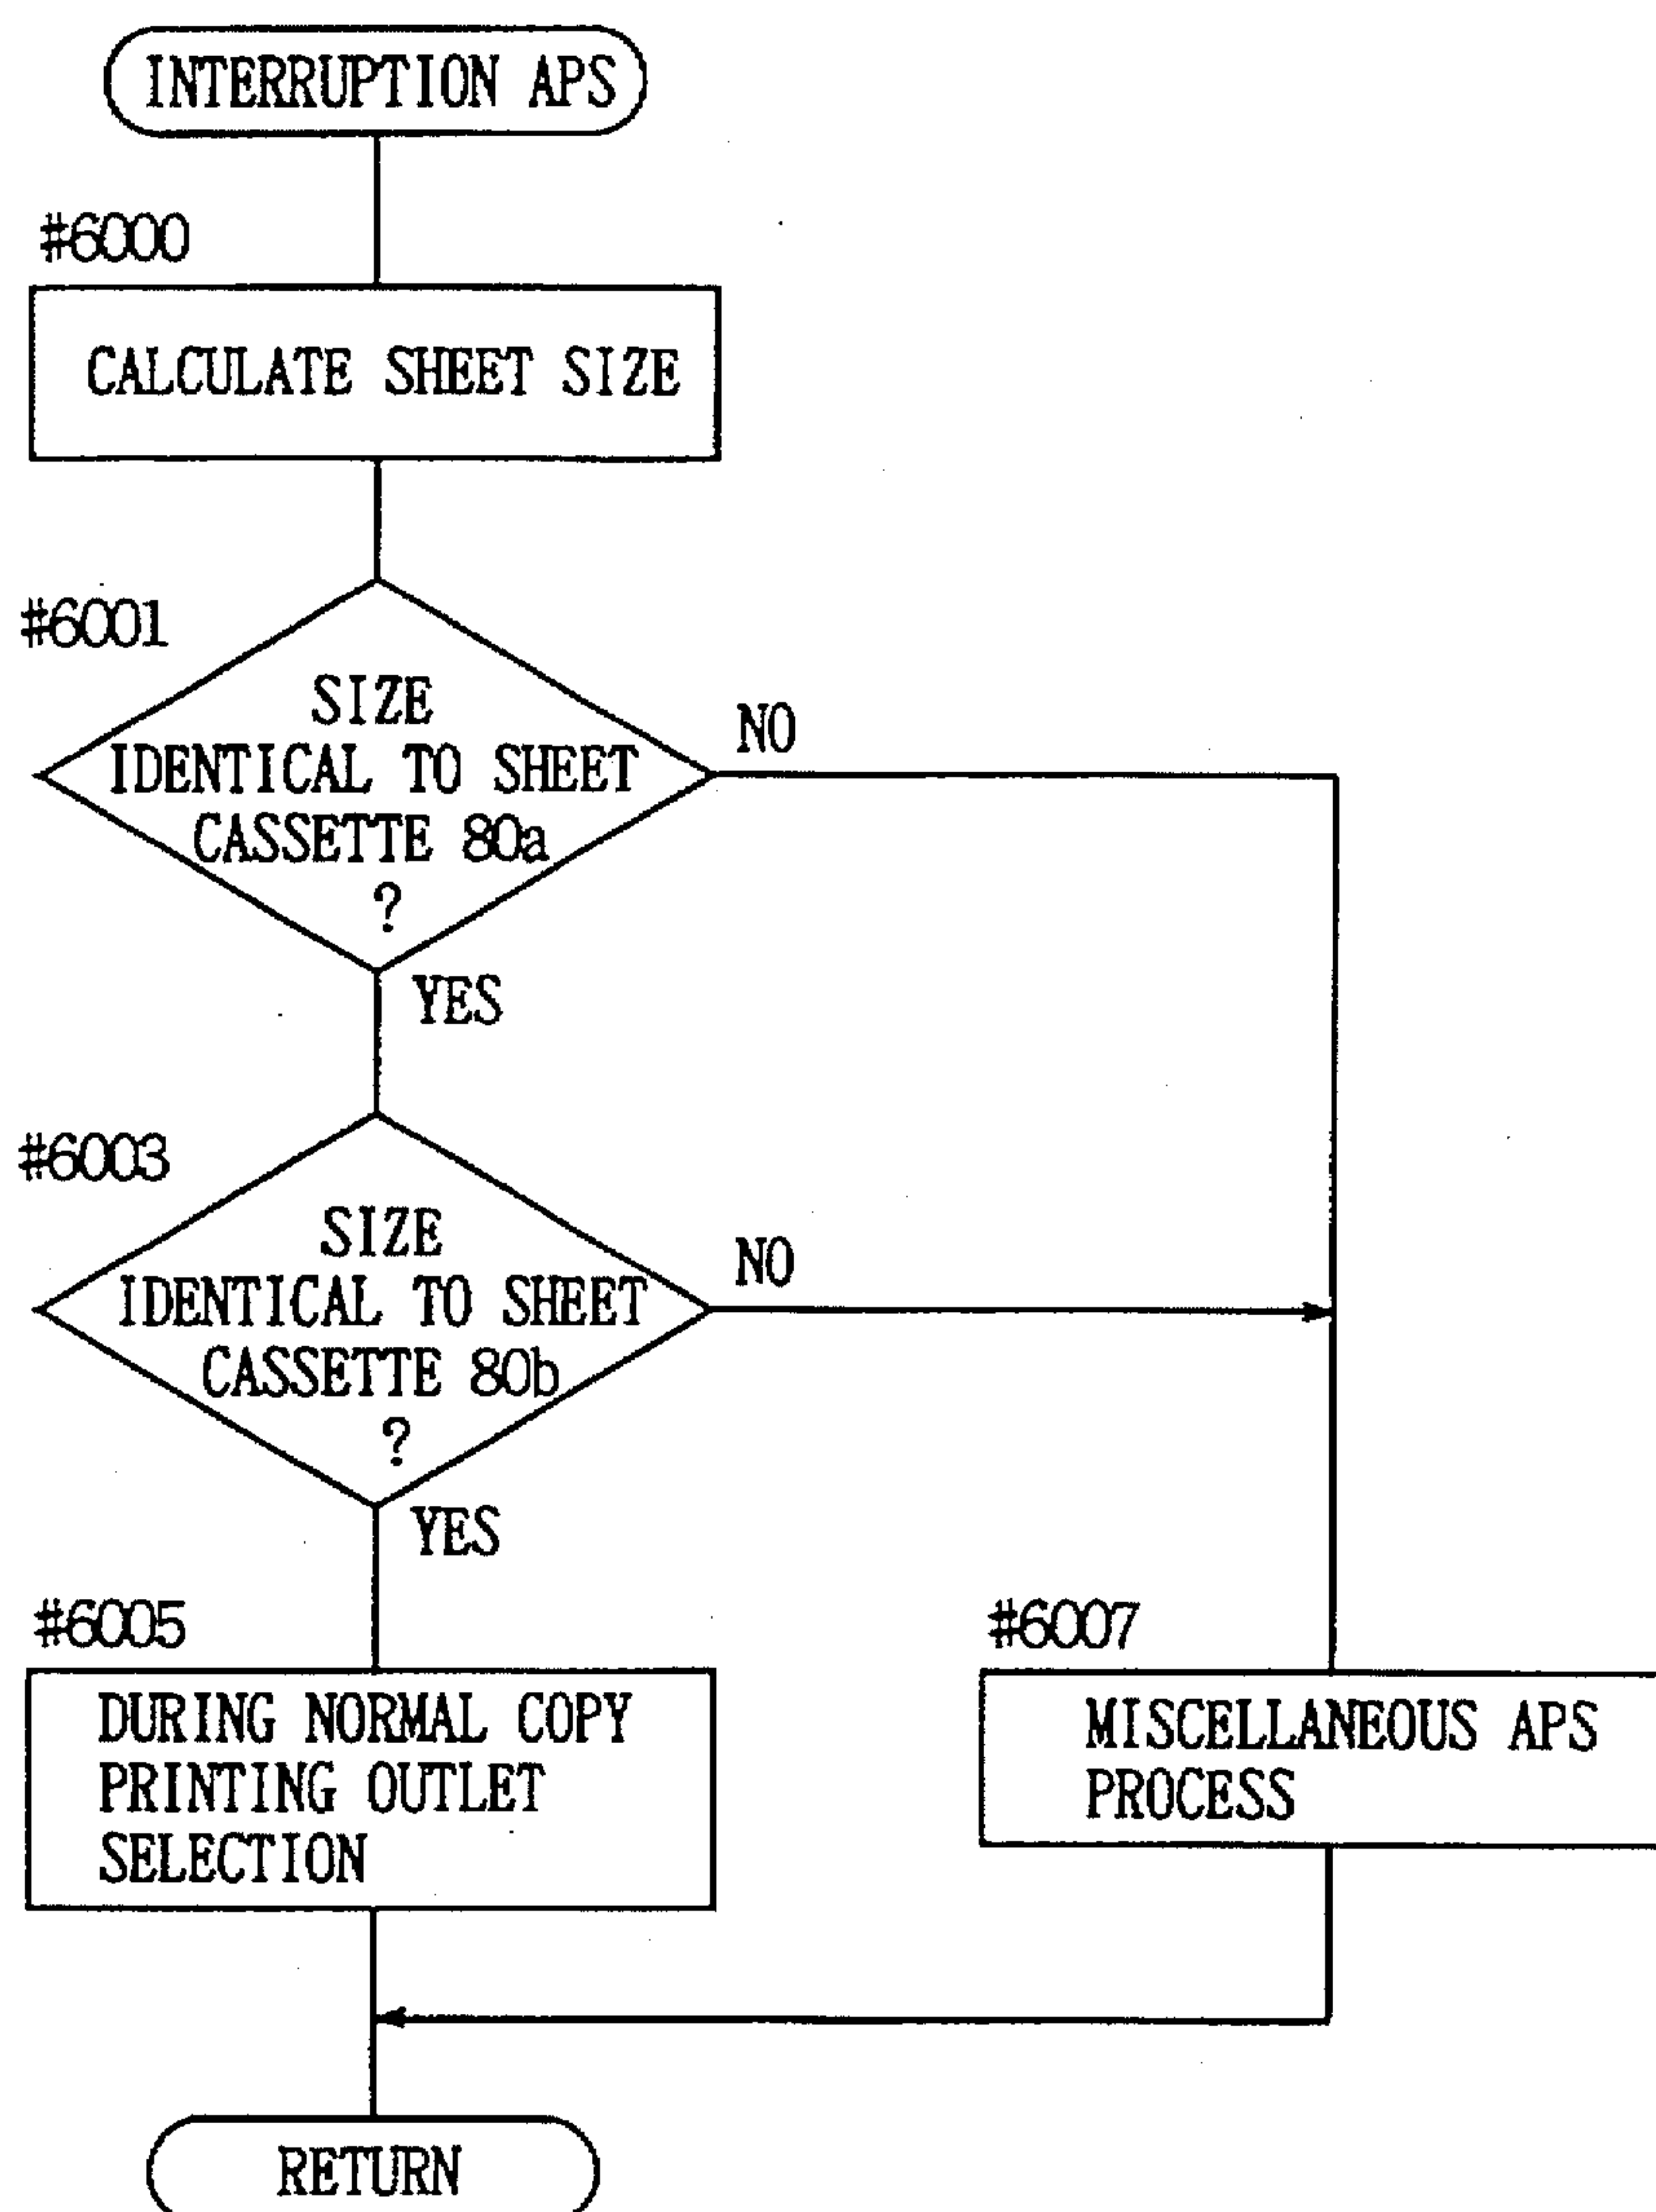 INTERRUPTION APS
#6000
CALCULATE SHEET SIZE
#6001
SIZE
IDENTICAL TO SHEET
CASSETTE 80a
?
NO
YES
#6003
SIZE
IDENTICAL TO SHEET
CASSETTE 80b
?
NO
YES
#6005
DURING NORMAL COPY
PRINTING OUTLET
SELECTION
#6007
MISCELLANEOUS APS
PROCESS
RETURN